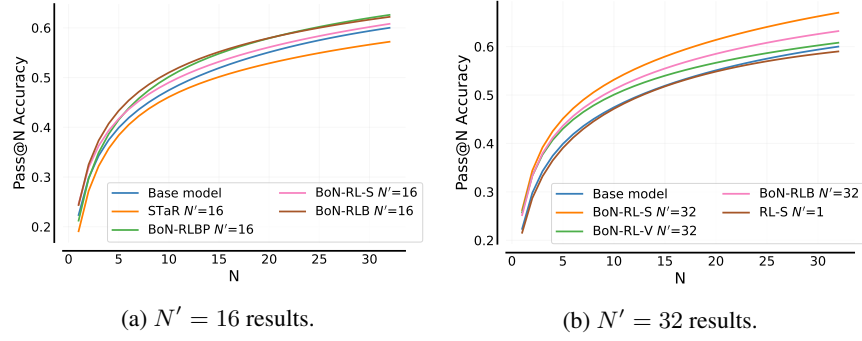 Pass@N Accuracy
0.6
0.5
0.4
0.3
0.2
Base model
STaR N′=16
BoN-RLBP N′=16
BoN-RL-S N′=16
BoN-RLB N′=16
0 5 10 15 20 25 30
N
(a) N′ = 16 results.
Pass@N Accuracy
0.6
0.5
0.4
0.3
0.2
Base model
BoN-RL-S N′=32
BoN-RL-V N′=32
BoN-RLB N′=32
RL-S N′=1
0 5 10 15 20 25 30
N
(b) N′ = 32 results.